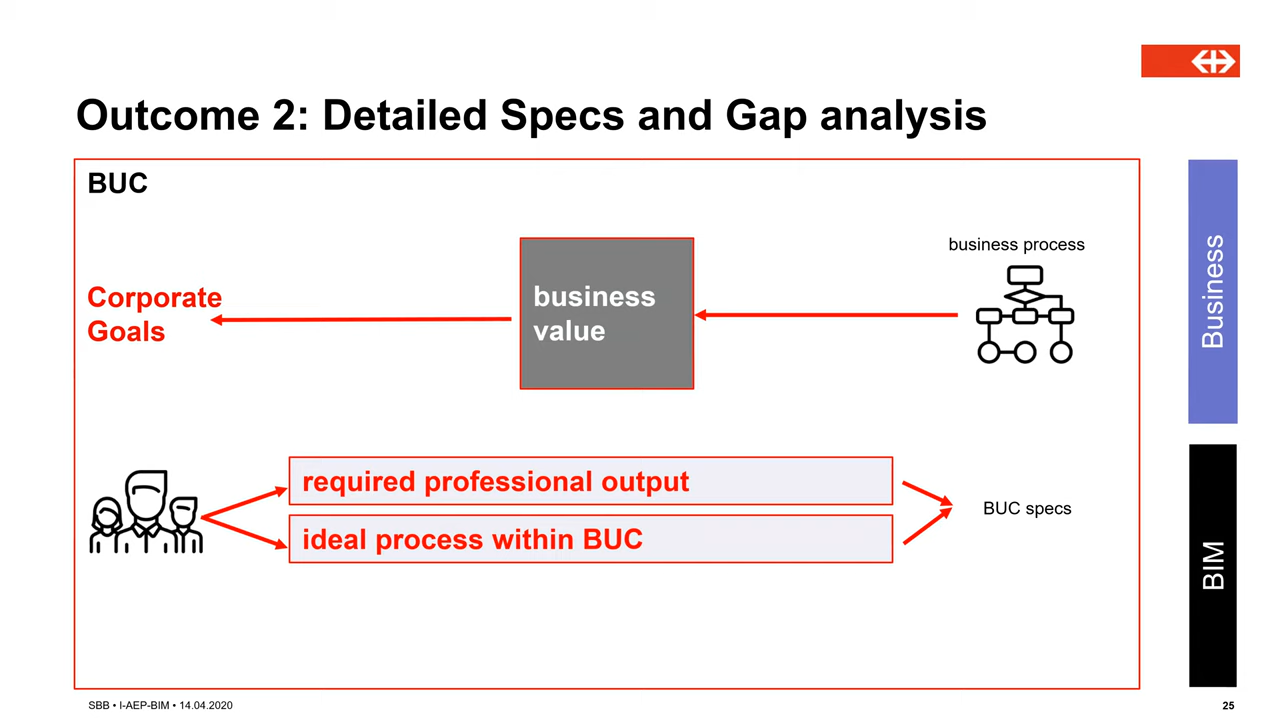 Outcome 2: Detailed Specs and Gap analysis
BUC
business process
Corporate
Goals
business
value
Business
required professional output
ideal process within BUC
BUC specs
BIM
SBB • I-AEP-BIM • 14.04.2020
25